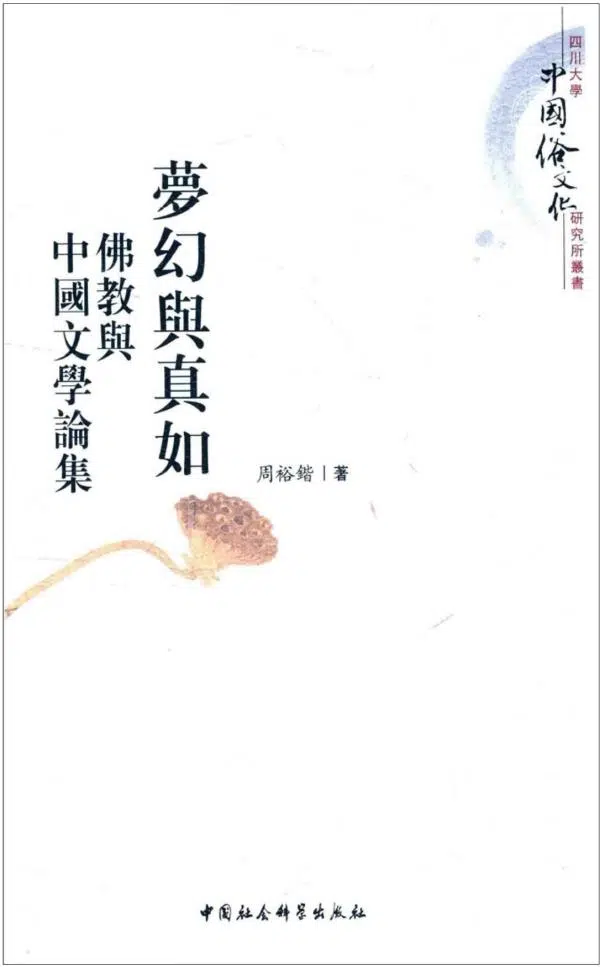 四川大學
中國俗文化
研究所叢書
夢幻與真如
佛教與
中國文學論集
周裕鍇|著
中国社会科学出版社